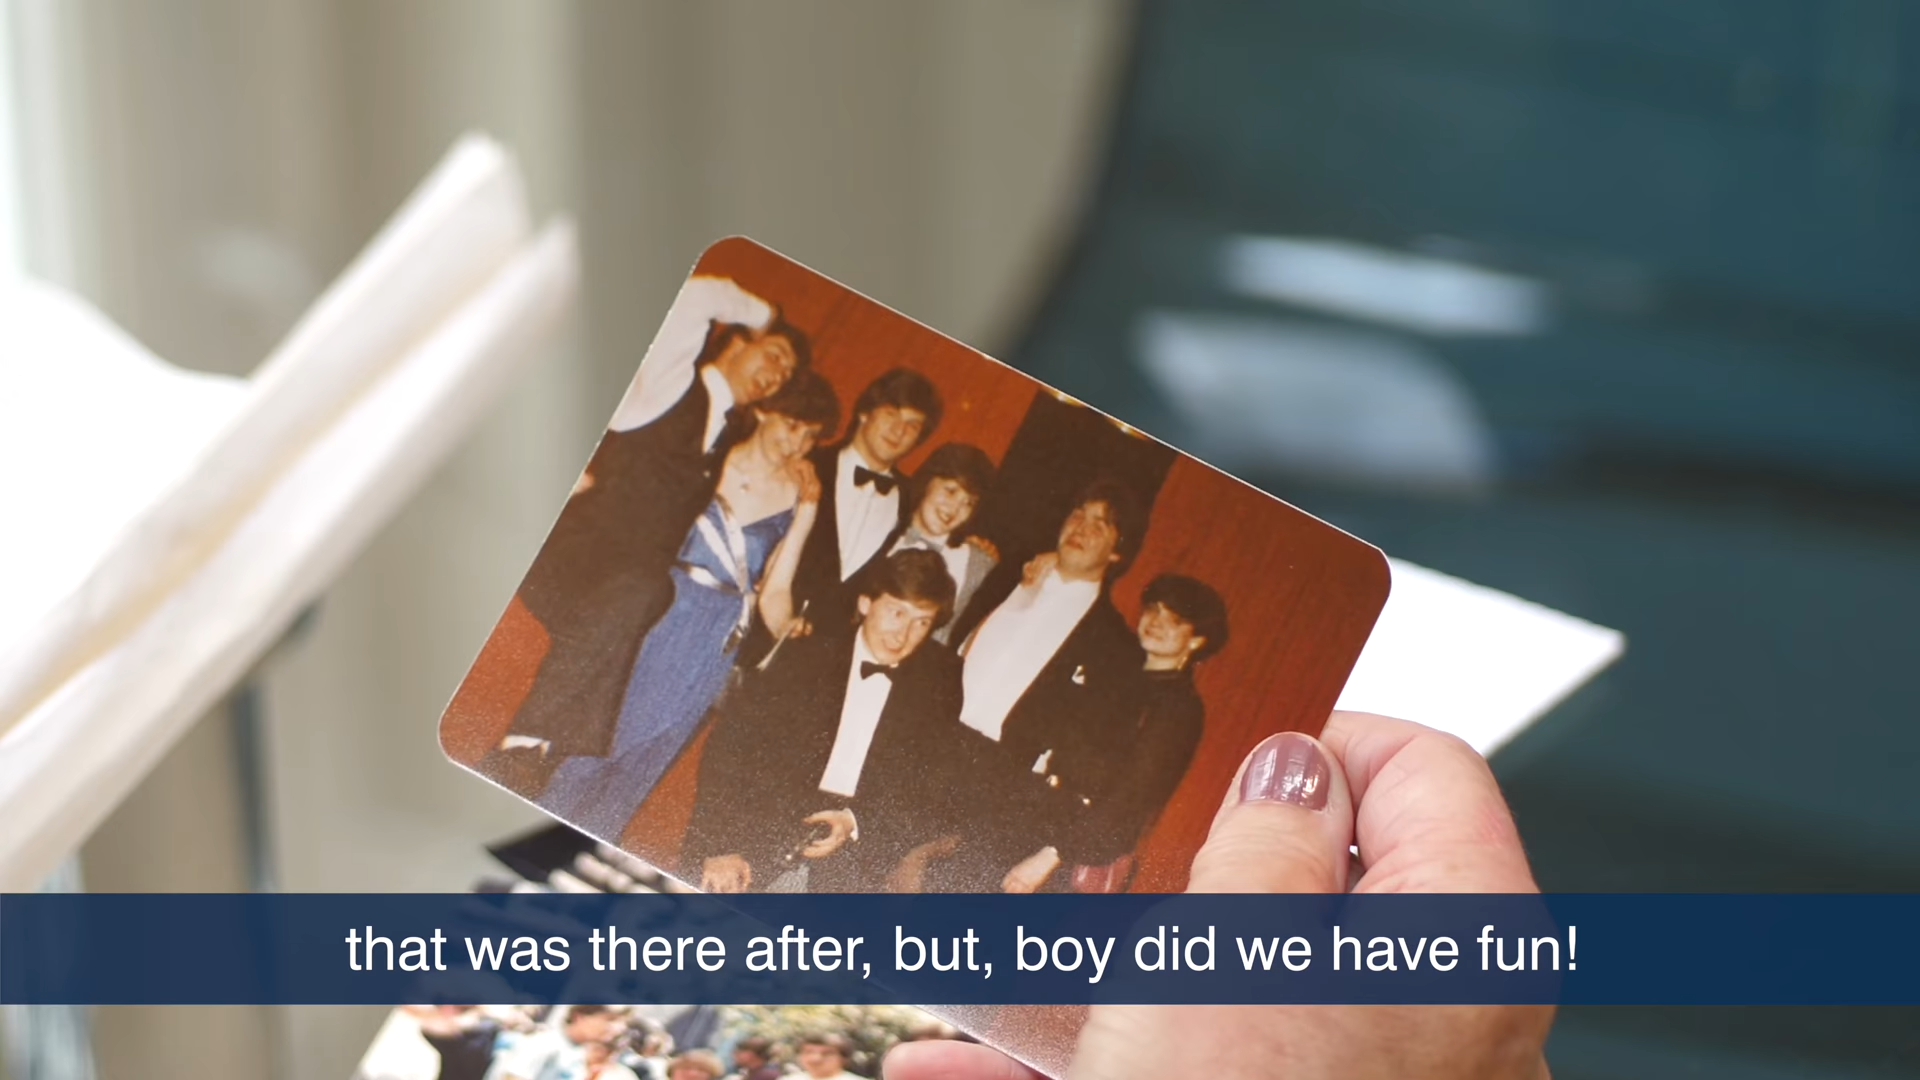 that was there after, but, boy did we have fun!